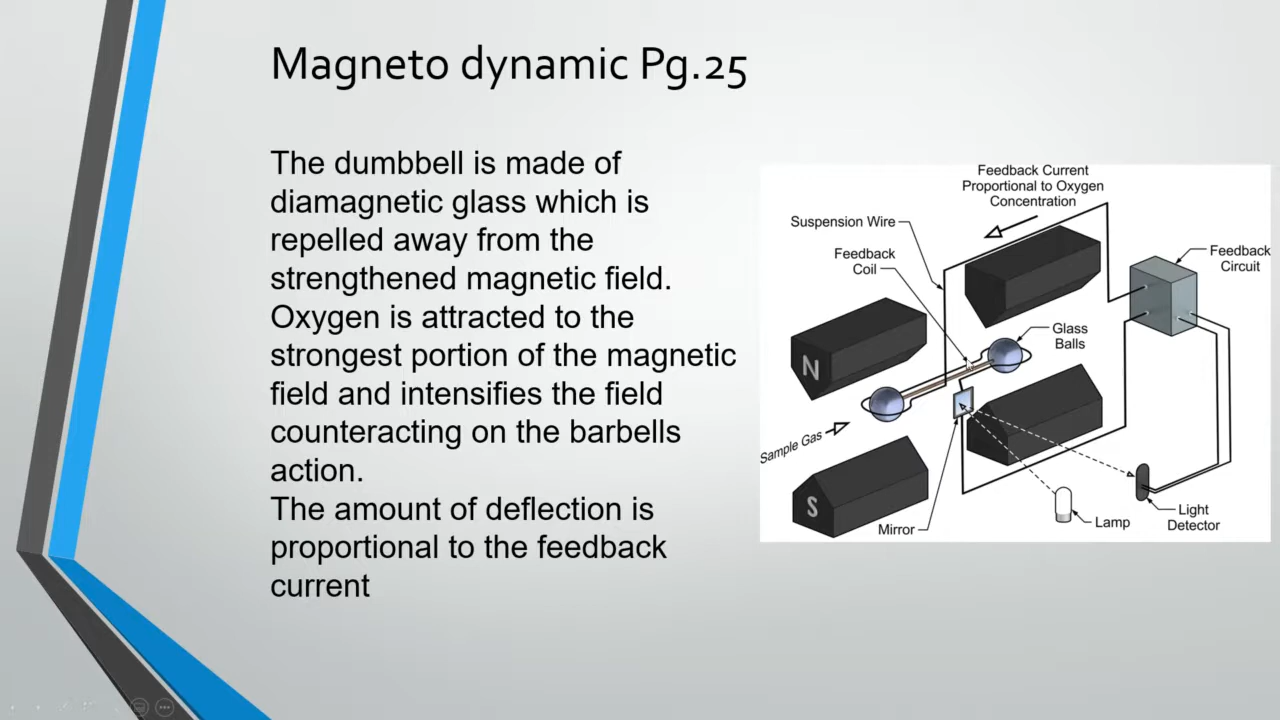 Magneto dynamic Pg.25
The dumbbell is made of
diamagnetic glass which is
repelled away from the
strengthened magnetic field.
Oxygen is attracted to the
strongest portion of the magnetic
field and intensifies the field
counteracting on the barbells
action.
The amount of deflection is
proportional to the feedback
current
Feedback Current
Proportional to Oxygen
Concentration
Suspension Wire
Feedback
Coil
Feedback
Circuit
Glass
Balls
N
Sample Gas
S
Mirror
Lamp
Light
Detector